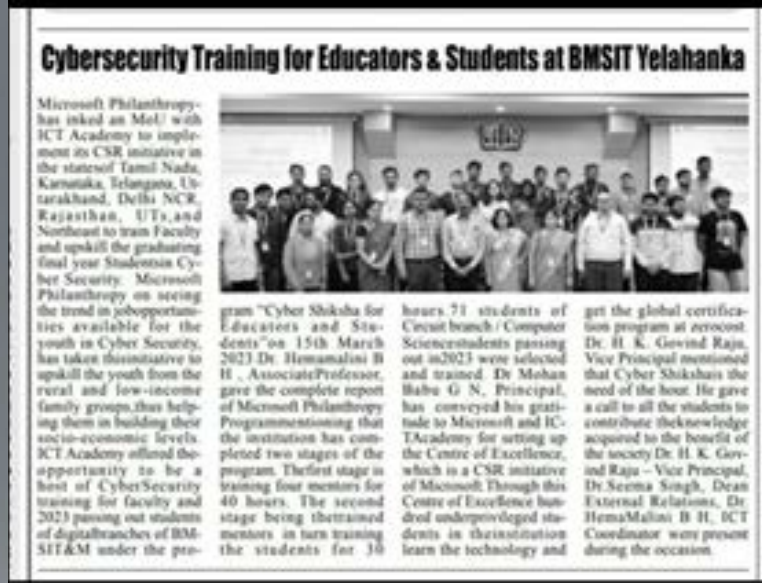 Cybersecurity Training for Educators & Students at BMSIT Yelahanka
Microsoft Philanthropy-
has inked an MoU with
ICT Academy to imple-
ment its CSR initiative in
the statesof Tamil Nadu,
Karnataka, Telangana, Ut-
tarakhand, Delhi NCR,
Rajasthan, UTs,and
Northeast to train Faculty
and upskill the graduating
final year Studentsin Cy-
ber Security. Microsoft
Philanthropy on seeing
the trend in jobopportuni-
ties available for the
youth in Cyber Security,
has taken thisinitiative to
upskill the youth from the
rural and low-income
family groups,thus help-
ing them in building their
socio-economic levels.
ICT Academy offered the-
opportunity to be a
host of CyberSecurity
training for faculty and
2023 passing out students
of digitalbranches of BM-
SIT&M under the pro-
gram "Cyber Shiksha for
Educators and Stu-
dents"on 15th March
2023.Dr. Hemamalini B
H , AssociateProfessor,
gave the complete report
of Microsoft Philanthropy
Programmentioning that
the institution has com-
pleted two stages of the
program. Thefirst stage is
training four mentors for
40 hours. The second
stage being thetrained
mentors in turn training
the students for 30
hours.71 students of
Circuit branch / Computer
Sciencestudents passing
out in2023 were selected
and trained. Dr Mohan
Babu G N, Principal,
has conveyed his grati-
tude to Microsoft and IC-
TAcademy for setting up
the Centre of Excellence,
which is a CSR initiative
of Microsoft.Through this
Centre of Excellence hun-
dred underprivileged stu-
dents in theinstitution
learn the technology and
get the global certifica-
tion program at zerocost.
Dr. H. K. Govind Raju,
Vice Principal mentioned
that Cyber Shikshais the
need of the hour. He gave
a call to all the students to
contribute theknowledge
acquired to the benefit of
the society.Dr. H. K. Gov-
ind Raju – Vice Principal,
Dr.Seema Singh, Dean
External Relations, Dr.
HemaMalini B H, ICT
Coordinator were present
during the occasion.